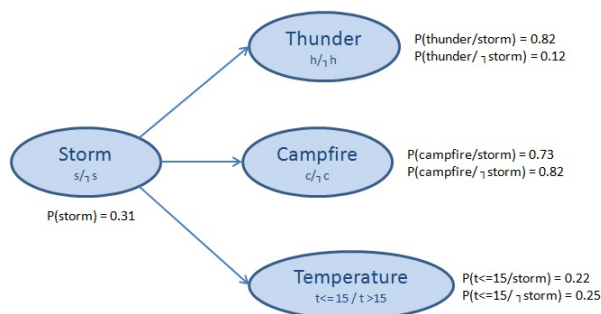 Thunder
h/┐h
P(thunder/storm) = 0.82
P(thunder/ ┐storm) = 0.12
Storm
s/┐s
P(storm) = 0.31
Campfire
c/┐c
P(campfire/storm) = 0.73
P(campfire/ ┐storm) = 0.82
Temperature
t<= 15 / t >15
P(t<=15/storm) = 0.22
P(t<=15/ ┐storm) = 0.25